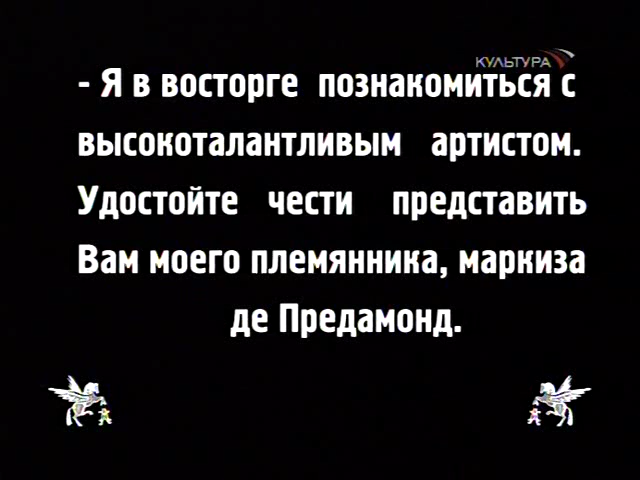 КУЛЬТУРА
- Я в восторге познакомиться с
высокоталантливым артистом.
Удостойте чести представить
Вам моего племянника, маркиза
де Предамонд.